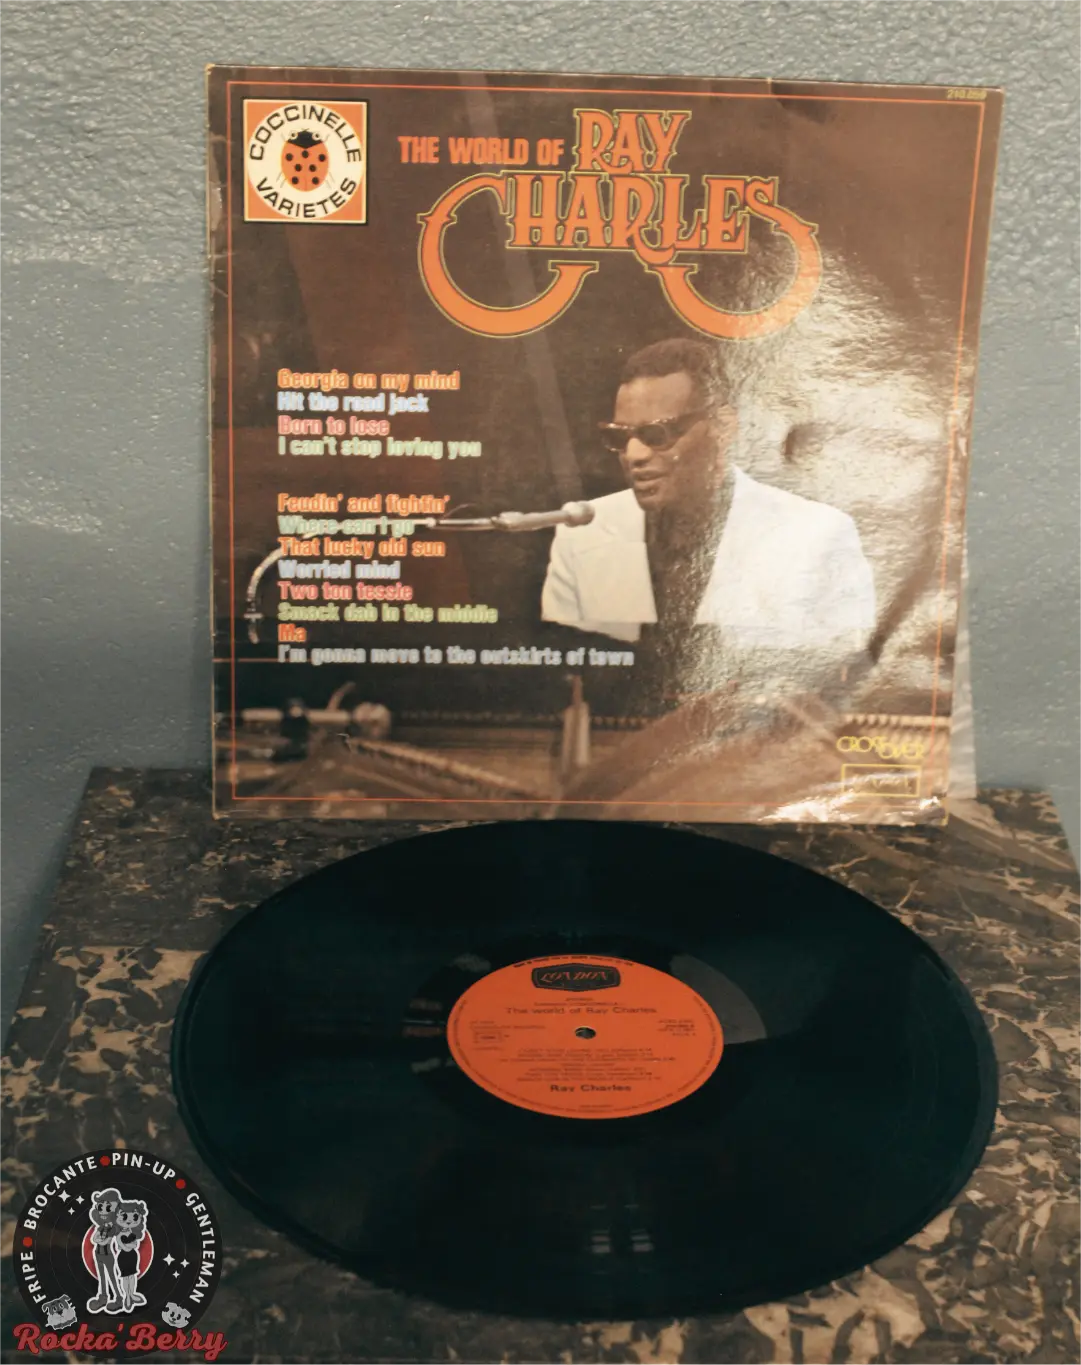 COCCINELLE
VARIETES
THE WORLD OF RAY
CHARLES
Georgia on my mind
Hit the road jack
Born to lose
I can't stop loving you
Feudin' and fightin'
Where can I go
That lucky old sun
Worried mind
Two ton tessie
Smack dab in the middle
Ma
I'm gonna move to the outskirts of town
CROSSOVER
LONDON
LONDON
The world of Ray Charles
Ray Charles
FRIPE • BROCANTE • PIN-UP • GENTLEMAN
Rocka'Berry